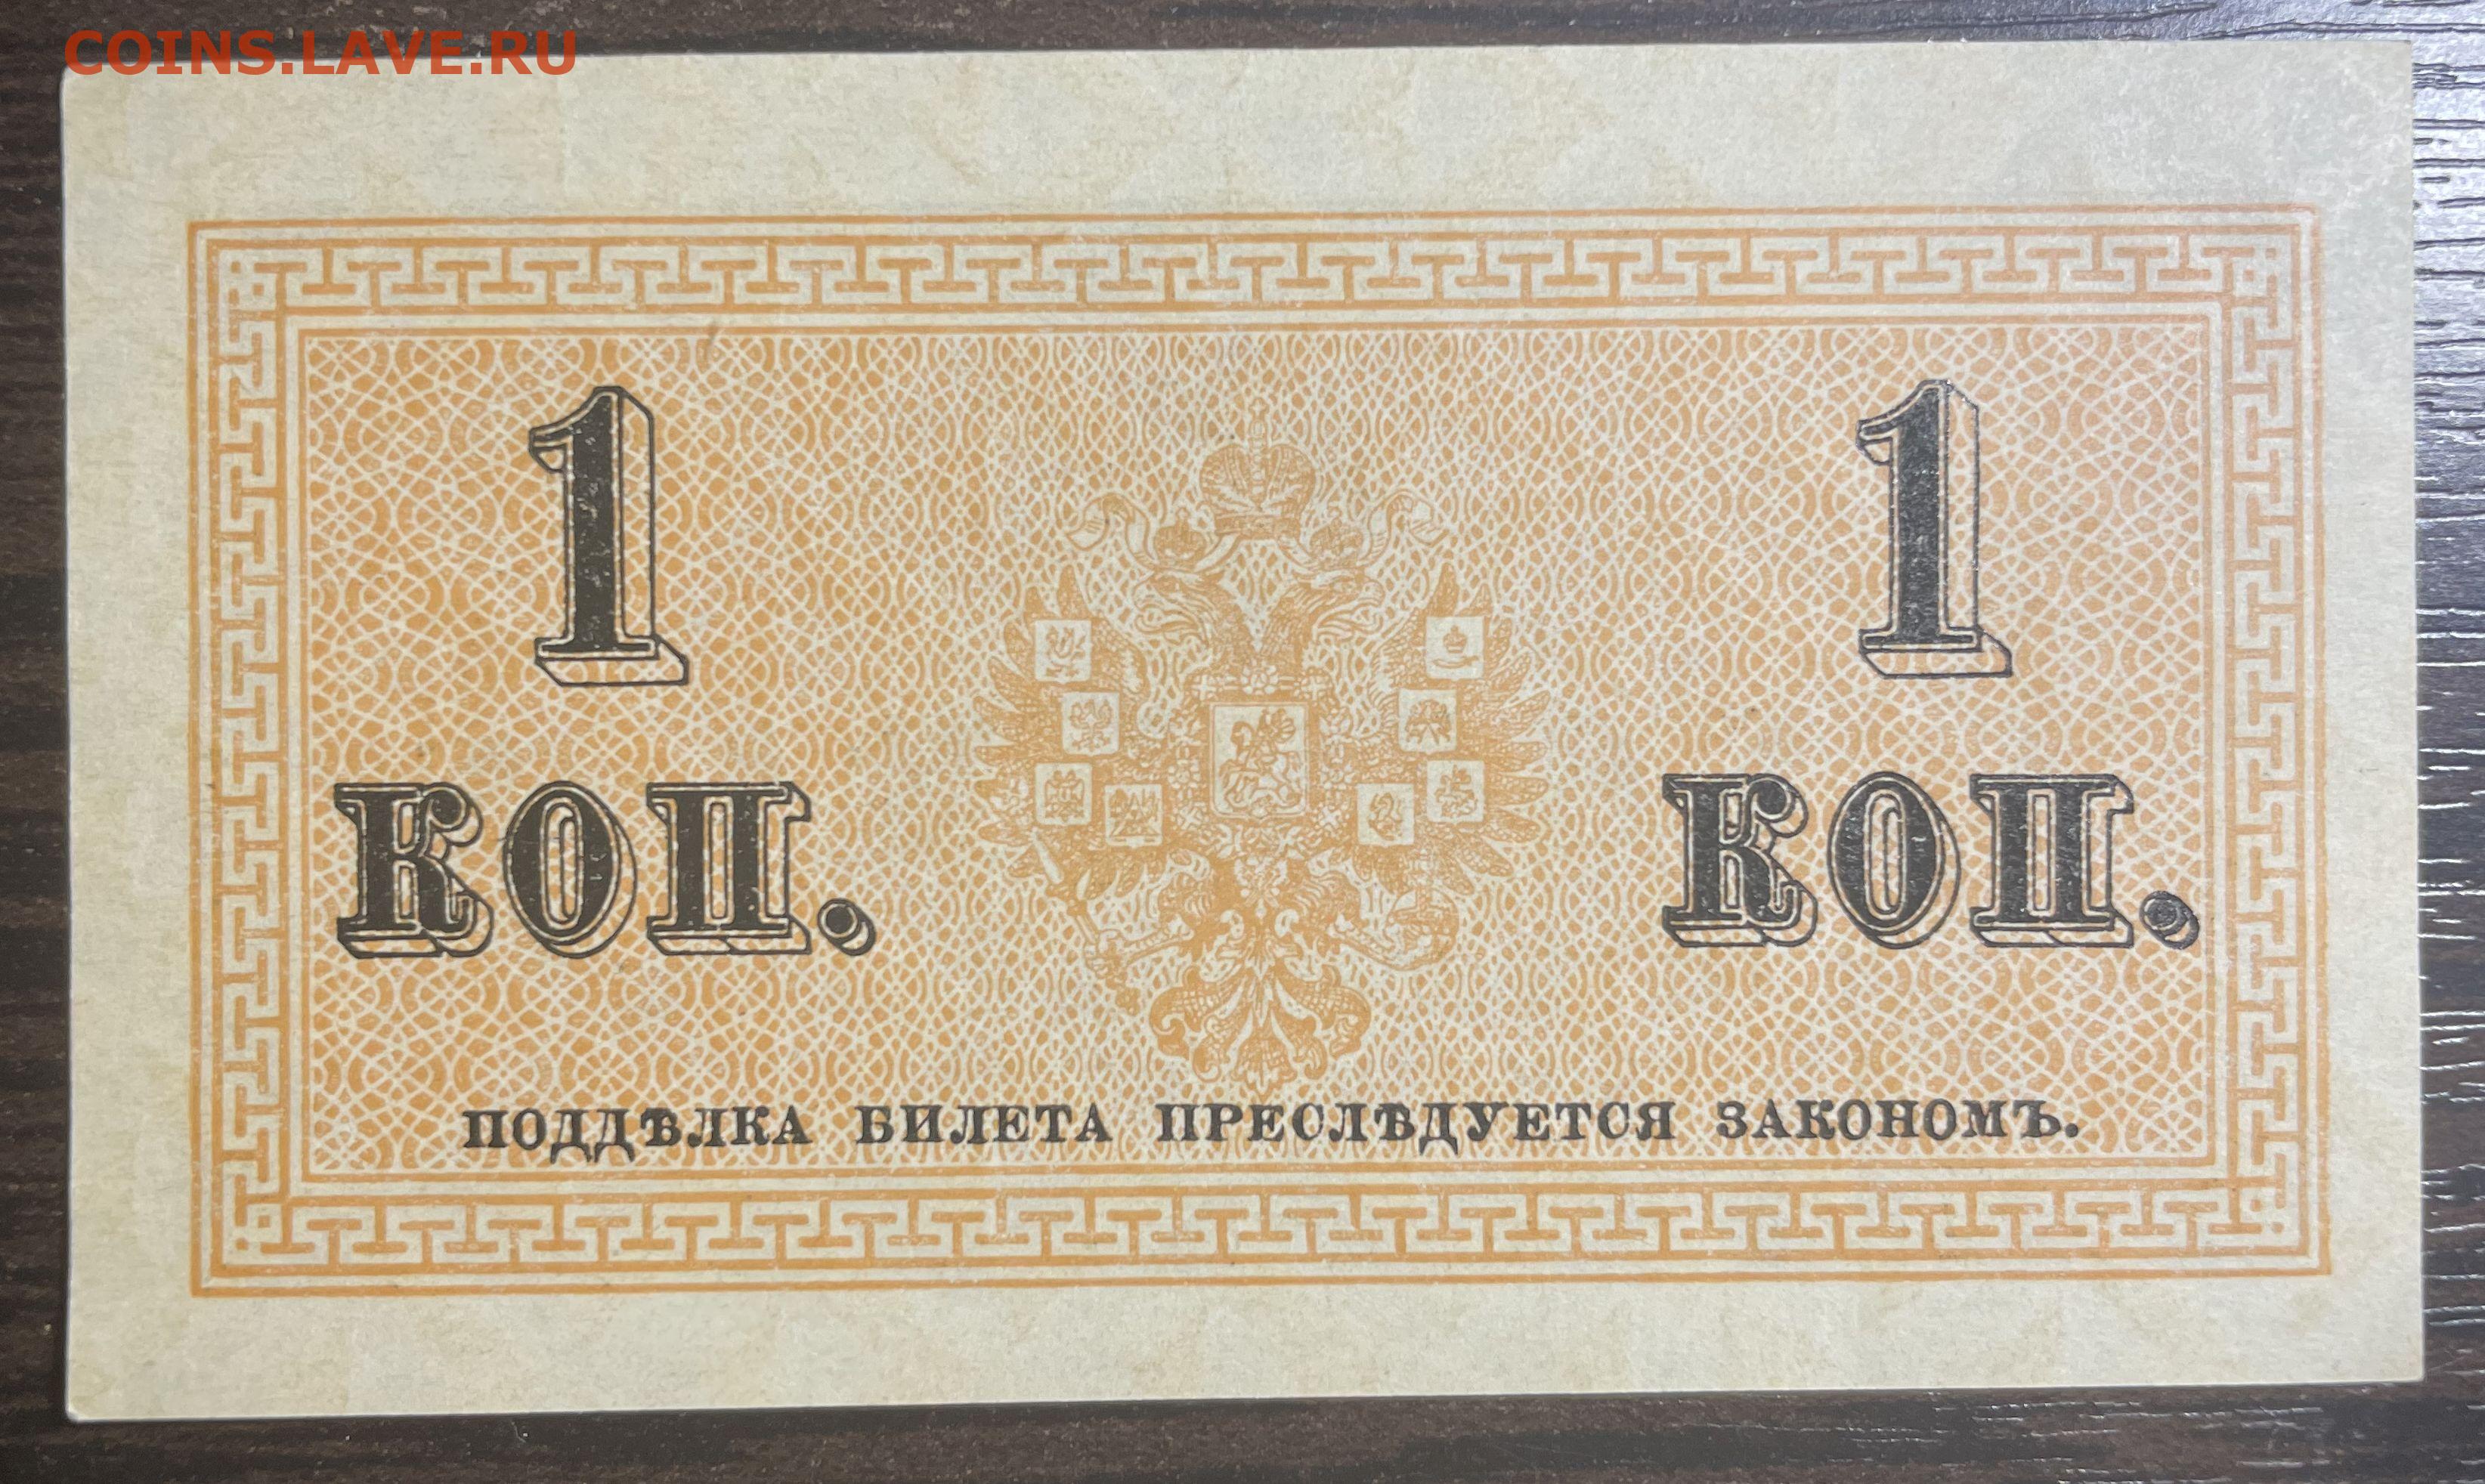 COINS.LAVE.RU
1 1
КОП. КОП.
ПОДДѢЛКА БИЛЕТА ПРЕСЛѢДУЕТСЯ ЗАКОНОМЪ.